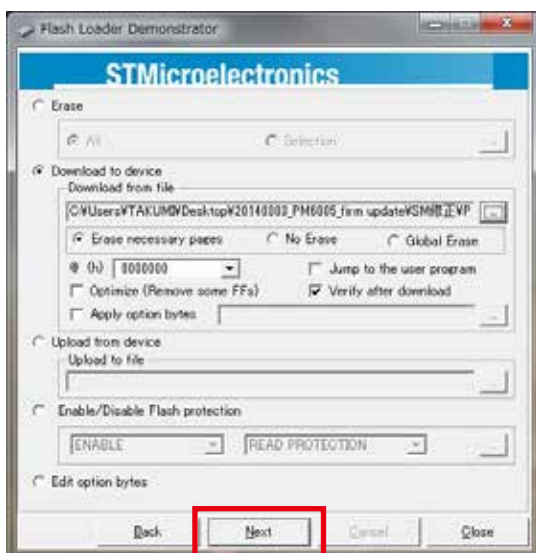 Flash Loader Demonstrator
STMicroelectronics
Erase
All Selection ...
Download to device
Download from file
C:¥Users¥TAKUMI¥Desktop¥20140808_PM6005_firm update¥SM修正¥P ...
Erase necessary pages No Erase Global Erase
@ (h) 8000000 Jump to the user program
Optimize (Remove some FFs) Verify after download
Apply option bytes ...
Upload from device
Upload to file
...
Enable/Disable Flash protection
ENABLE READ PROTECTION ...
Edit option bytes
Back Next Cancel Close